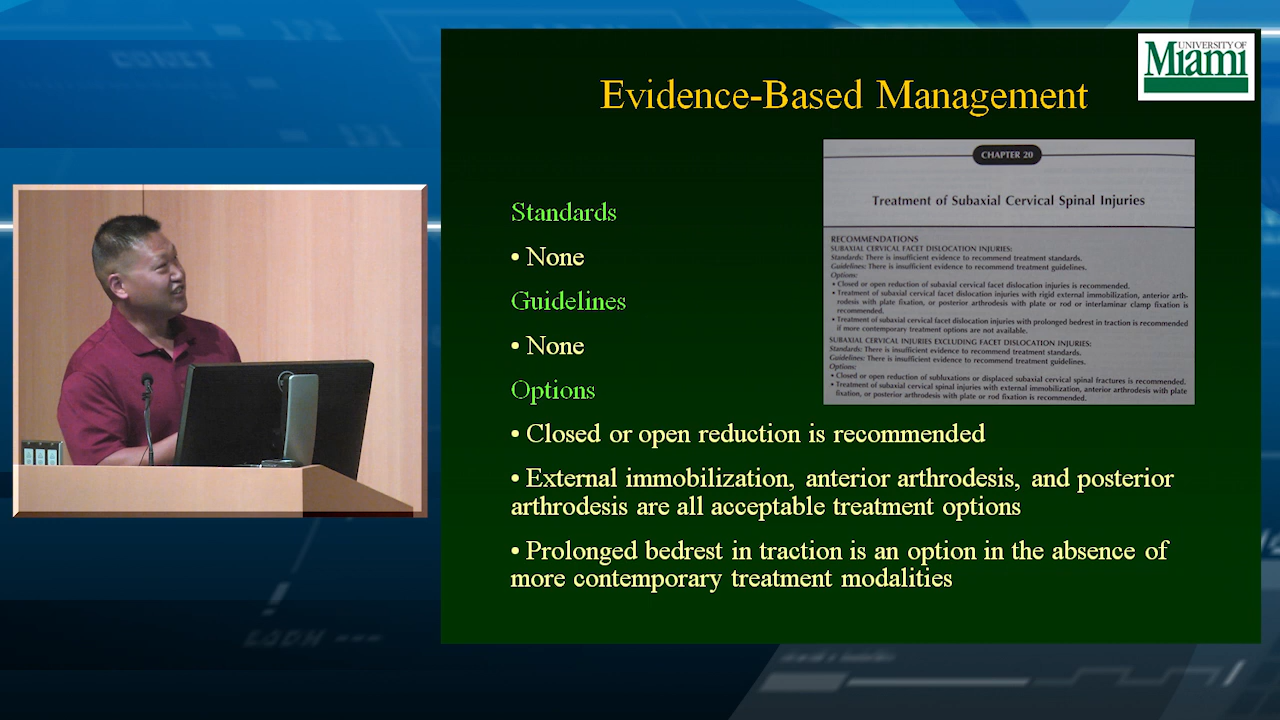 UNIVERSITY OF
Miami
Evidence-Based Management
CHAPTER 20
Treatment of Subaxial Cervical Spinal Injuries
RECOMMENDATIONS
SUBAXIAL CERVICAL FACET DISLOCATION INJURIES:
Standards: There is insufficient evidence to recommend treatment standards.
Guidelines: There is insufficient evidence to recommend treatment guidelines.
Options:
• Closed or open reduction of subaxial cervical facet dislocation injuries is recommended.
• Treatment of subaxial cervical facet dislocation injuries with rigid external immobilization, anterior arth-
rodesis with plate fixation, or posterior arthrodesis with plate or rod or interlaminar clamp fixation is
recommended.
• Treatment of subaxial cervical facet dislocation injuries with prolonged bedrest in traction is recommended
if more contemporary treatment options are not available.
SUBAXIAL CERVICAL INJURIES EXCLUDING FACET DISLOCATION INJURIES:
Standards: There is insufficient evidence to recommend treatment standards.
Guidelines: There is insufficient evidence to recommend treatment guidelines.
Options:
• Closed or open reduction of subluxations or displaced subaxial cervical spinal fractures is recommended.
• Treatment of subaxial cervical spinal injuries with external immobilization, anterior arthrodesis with plate
fixation, or posterior arthrodesis with plate or rod fixation is recommended.
Standards
• None
Guidelines
• None
Options
• Closed or open reduction is recommended
• External immobilization, anterior arthrodesis, and posterior
arthrodesis are all acceptable treatment options
• Prolonged bedrest in traction is an option in the absence of
more contemporary treatment modalities